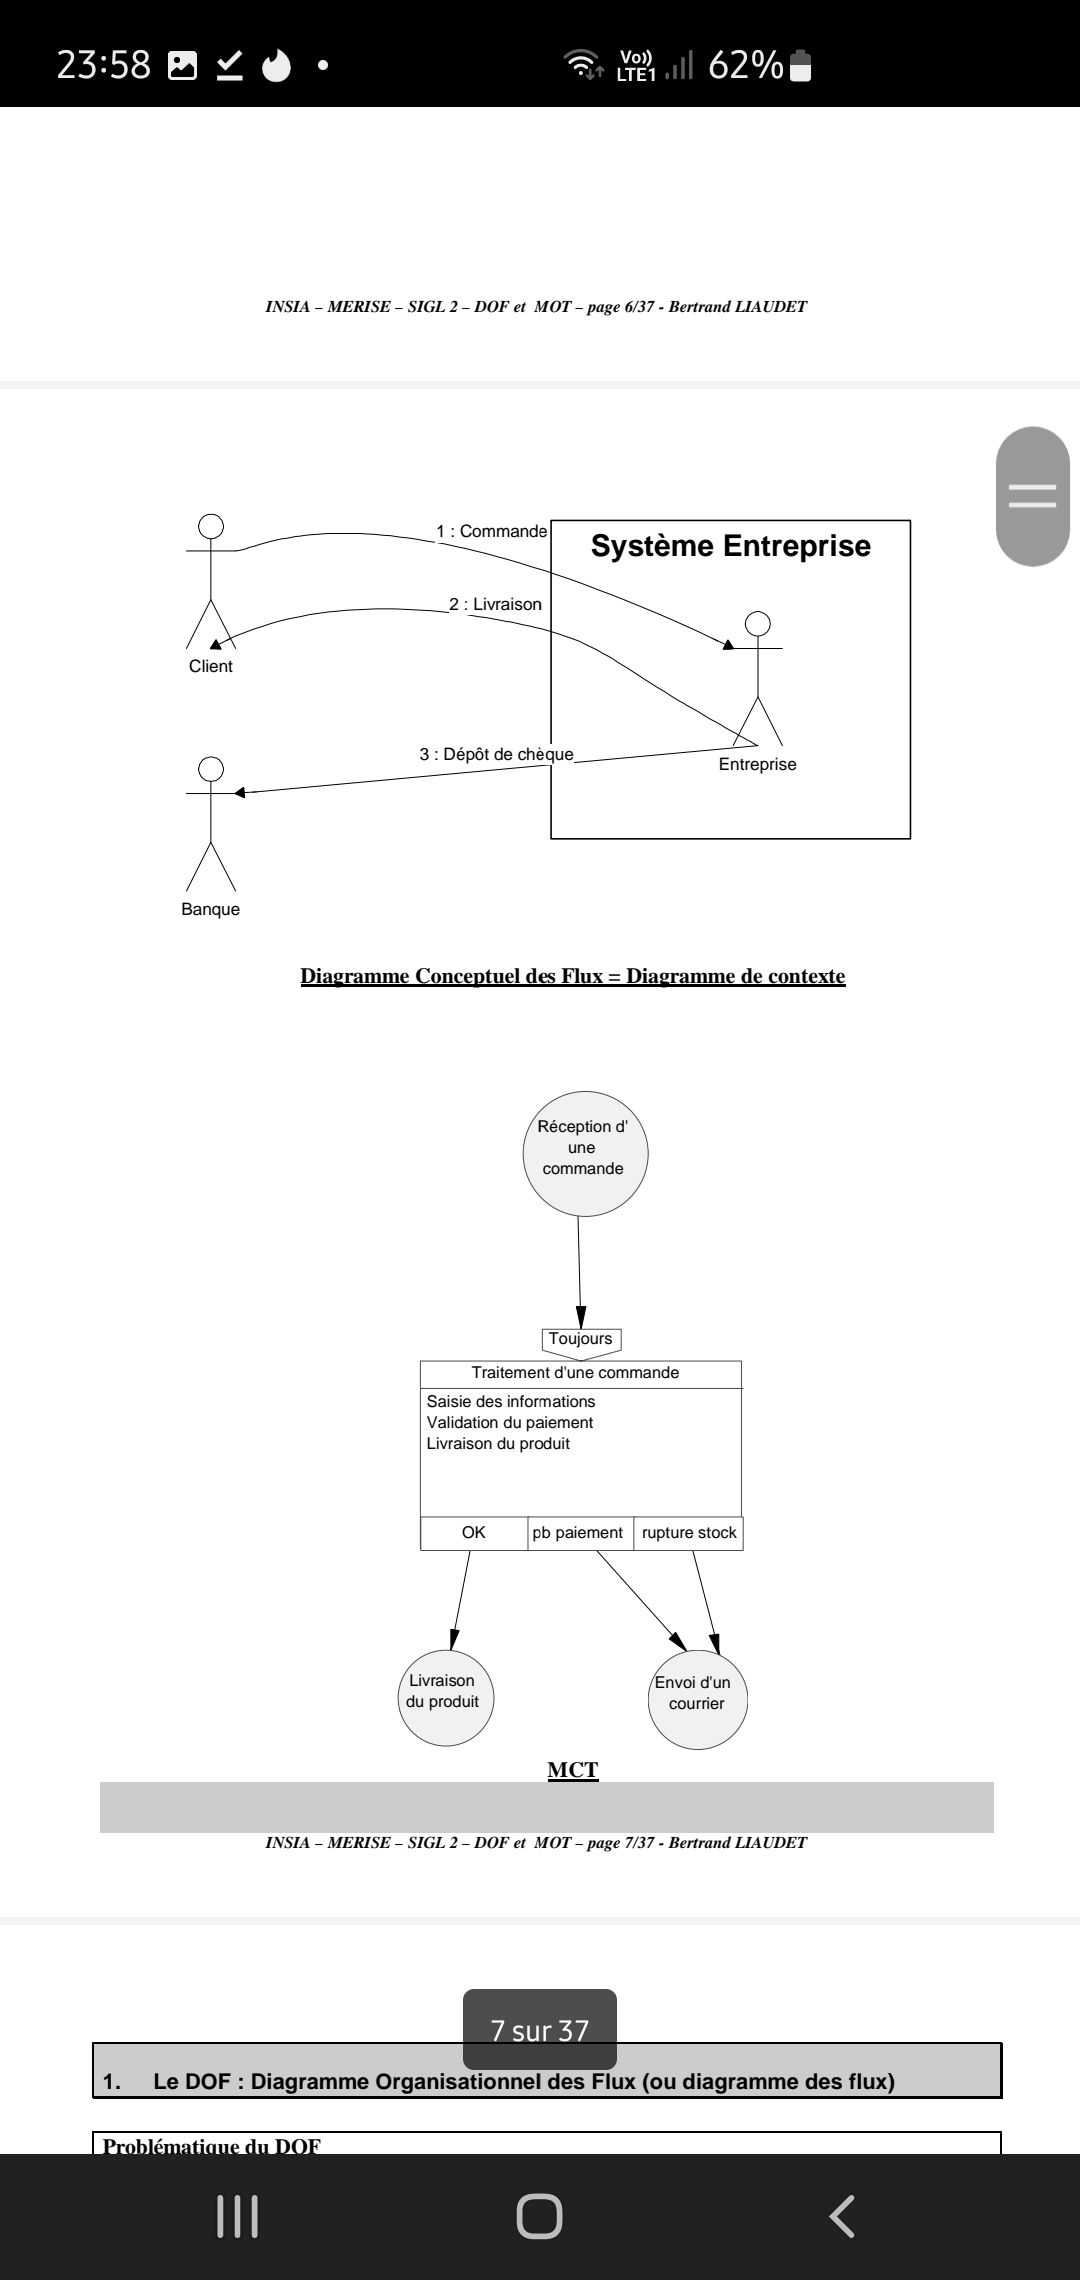 23:58
Vo))
LTE1
62%
INSIA – MERISE – SIGL 2 – DOF et  MOT – page 6/37 - Bertrand LIAUDET
1 : Commande
Système Entreprise
2 : Livraison
Client
3 : Dépôt de chèque
Entreprise
Banque
Diagramme Conceptuel des Flux = Diagramme de contexte
Réception d'
une
commande
Toujours
Traitement d'une commande
Saisie des informations
Validation du paiement
Livraison du produit
OK
pb paiement
rupture stock
Livraison
du produit
Envoi d'un
courrier
MCT
INSIA – MERISE – SIGL 2 – DOF et  MOT – page 7/37 - Bertrand LIAUDET
7 sur 37
1. Le DOF : Diagramme Organisationnel des Flux (ou diagramme des flux)
Problématique du DOF